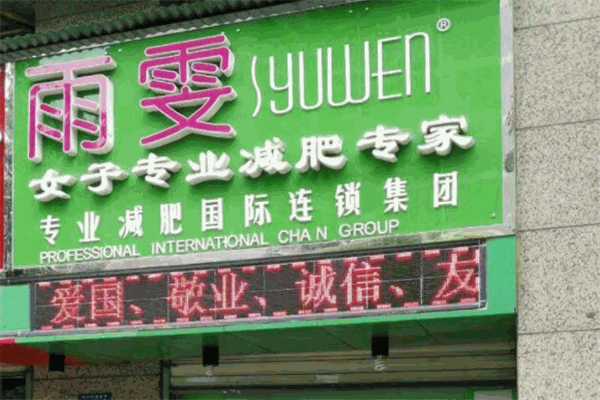 雨雯 SYUWEN®
女子专业减肥专家
专业减肥国际连锁集团
PROFESSIONAL INTERNATIONAL CHA N GROUP
爱国、敬业、诚信、友